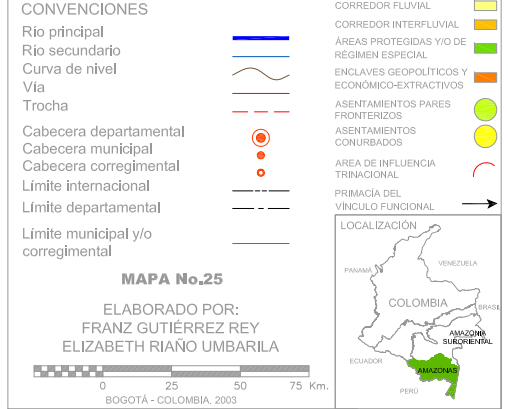 CONVENCIONES
Río principal
Río secundario
Curva de nivel
Vía
Trocha
Cabecera departamental
Cabecera municipal
Cabecera corregimental
Límite internacional
Límite departamental
Límite municipal y/o
corregimental
MAPA No.25
ELABORADO POR:
FRANZ GUTIÉRREZ REY
ELIZABETH RIAÑO UMBARILA
0 25 50 75 Km.
BOGOTÁ - COLOMBIA, 2003
CORREDOR FLUVIAL
CORREDOR INTERFLUVIAL
ÁREAS PROTEGIDAS Y/O DE
RÉGIMEN ESPECIAL
ENCLAVES GEOPOLÍTICOS Y
ECONÓMICO-EXTRACTIVOS
ASENTAMIENTOS PARES
FRONTERIZOS
ASENTAMIENTOS
CONURBADOS
AREA DE INFLUENCIA
TRINACIONAL
PRIMACÍA DEL
VÍNCULO FUNCIONAL
LOCALIZACIÓN
PANAMÁ
VENEZUELA
COLOMBIA
BRASIL
AMAZONIA
SURORIENTAL
ECUADOR
AMAZONAS
PERÚ